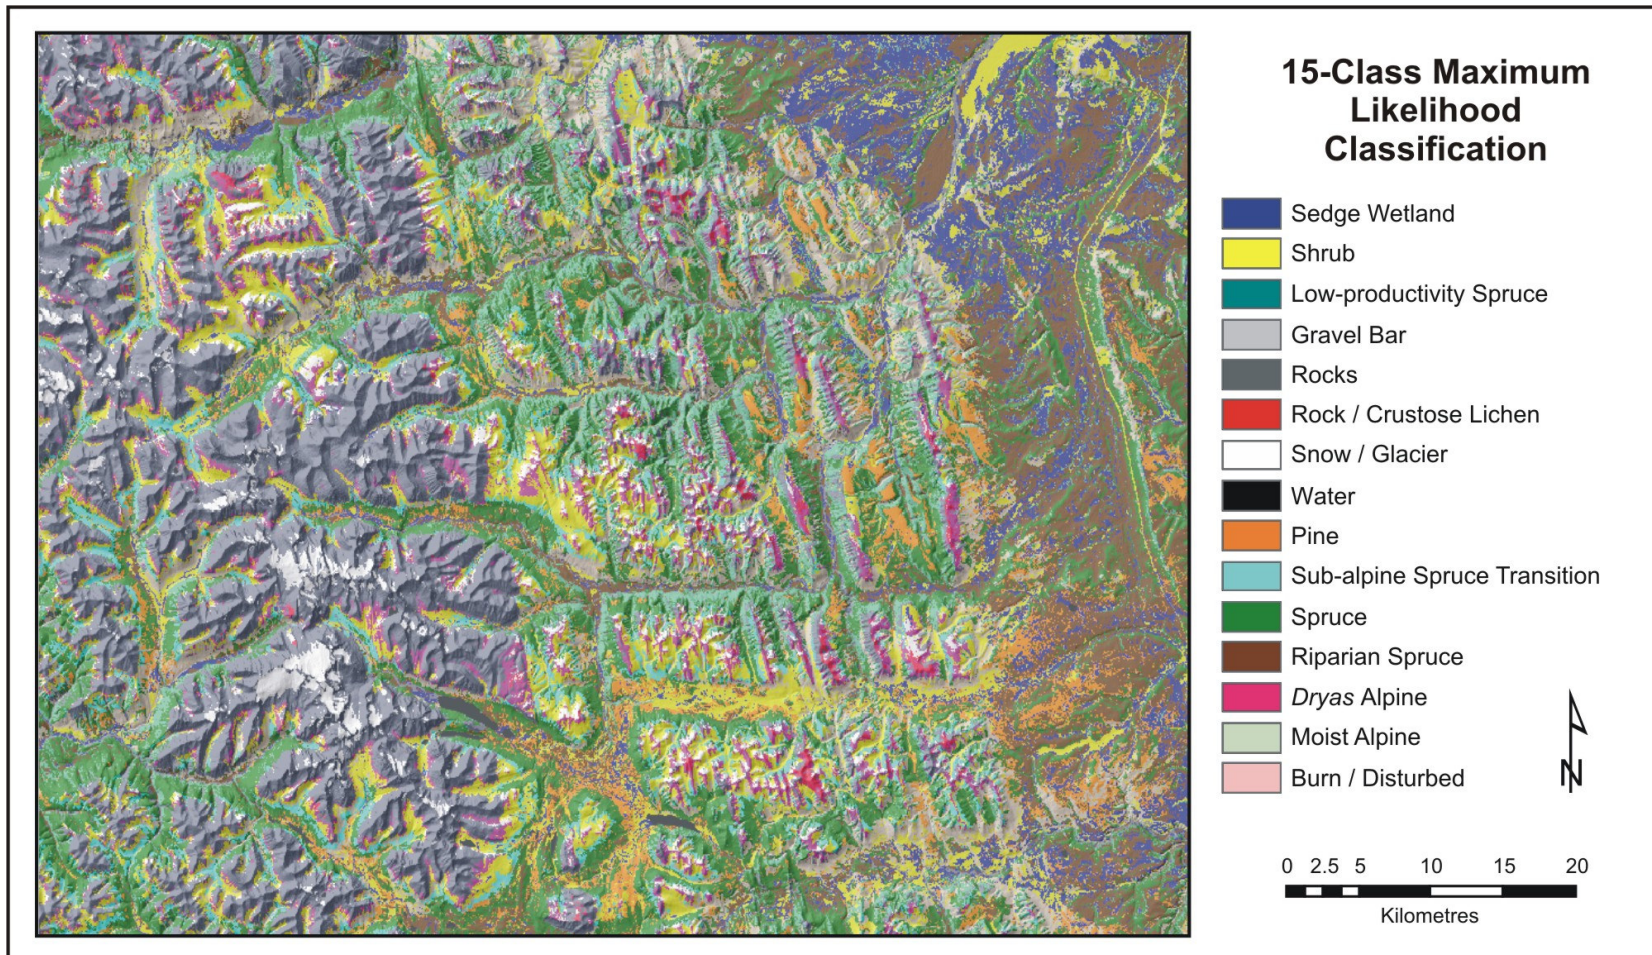 15-Class Maximum
Likelihood
Classification
Sedge Wetland
Shrub
Low-productivity Spruce
Gravel Bar
Rocks
Rock / Crustose Lichen
Snow / Glacier
Water
Pine
Sub-alpine Spruce Transition
Spruce
Riparian Spruce
Dryas Alpine
Moist Alpine
Burn / Disturbed
N
0 2.5 5 10 15 20
Kilometres